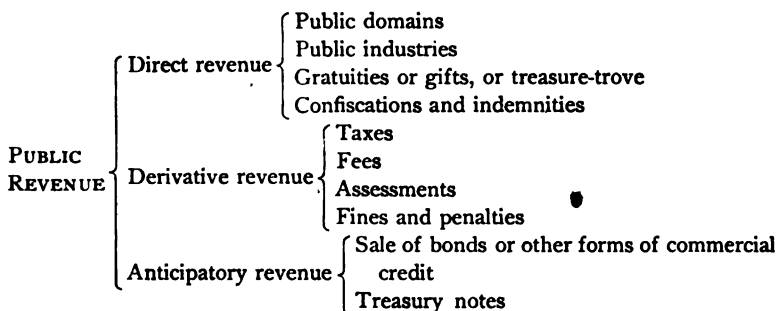 PUBLIC
REVENUE
Direct revenue
Public domains
Public industries
Gratuities or gifts, or treasure-trove
Confiscations and indemnities
Derivative revenue
Taxes
Fees
Assessments
Fines and penalties
Anticipatory revenue
Sale of bonds or other forms of commercial
credit
Treasury notes